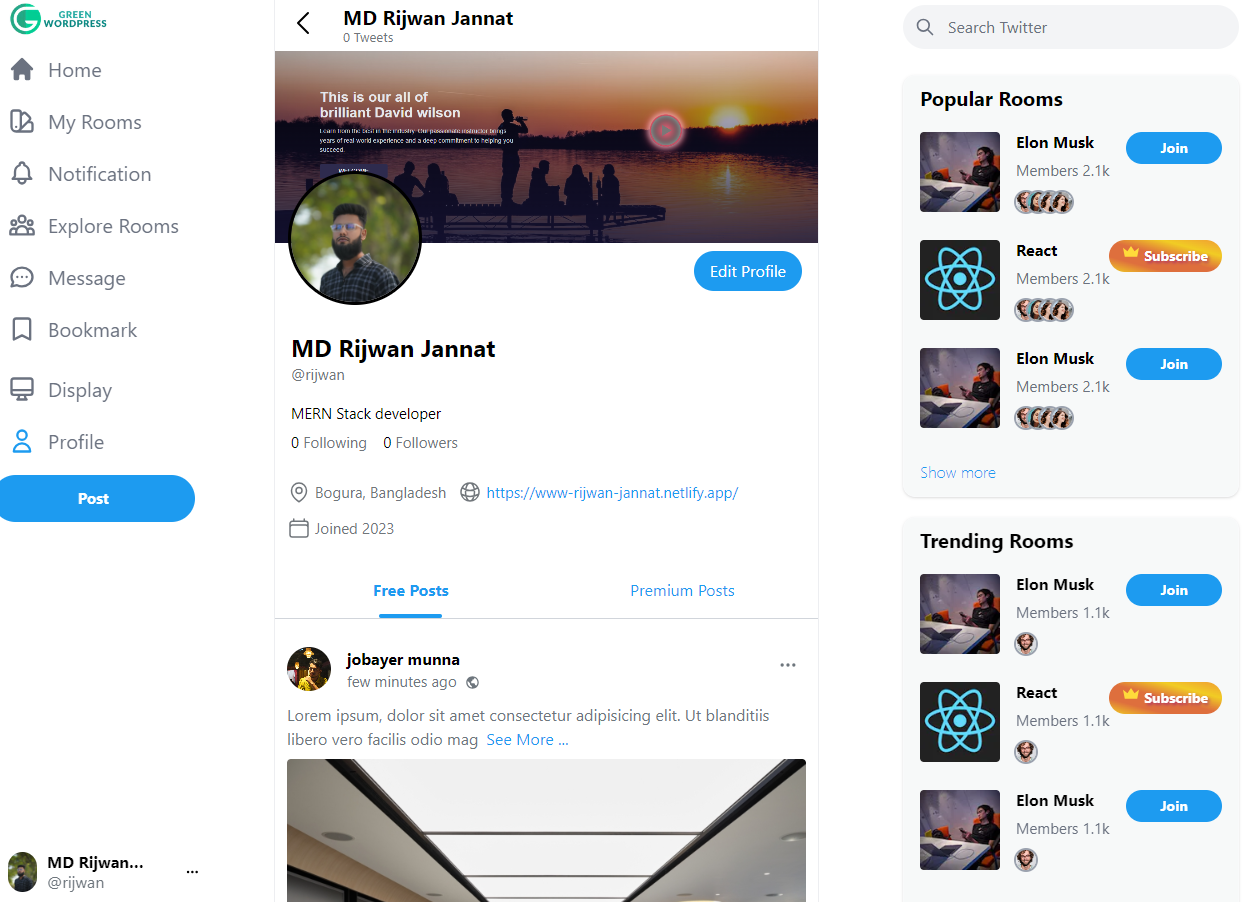 GREEN
WORDPRESS
Home
My Rooms
Notification
Explore Rooms
Message
Bookmark
Display
Profile
Post
MD Rijwan...
@rijwan
...
MD Rijwan Jannat
0 Tweets
This is our all of
brilliant David wilson
Learn from the best in the industry. Our passionate instructor brings
years of real-world experience and a deep commitment to helping you
succeed.
Edit Profile
MD Rijwan Jannat
@rijwan
MERN Stack developer
0 Following 0 Followers
Bogura, Bangladesh https://www-rijwan-jannat.netlify.app/
Joined 2023
Free Posts Premium Posts
jobayer munna
few minutes ago
Lorem ipsum, dolor sit amet consectetur adipisicing elit. Ut blanditiis
libero vero facilis odio mag See More ...
Search Twitter
Popular Rooms
Elon Musk
Join
Members 2.1k
React
Subscribe
Members 2.1k
Elon Musk
Join
Members 2.1k
Show more
Trending Rooms
Elon Musk
Join
Members 1.1k
React
Subscribe
Members 1.1k
Elon Musk
Join
Members 1.1k